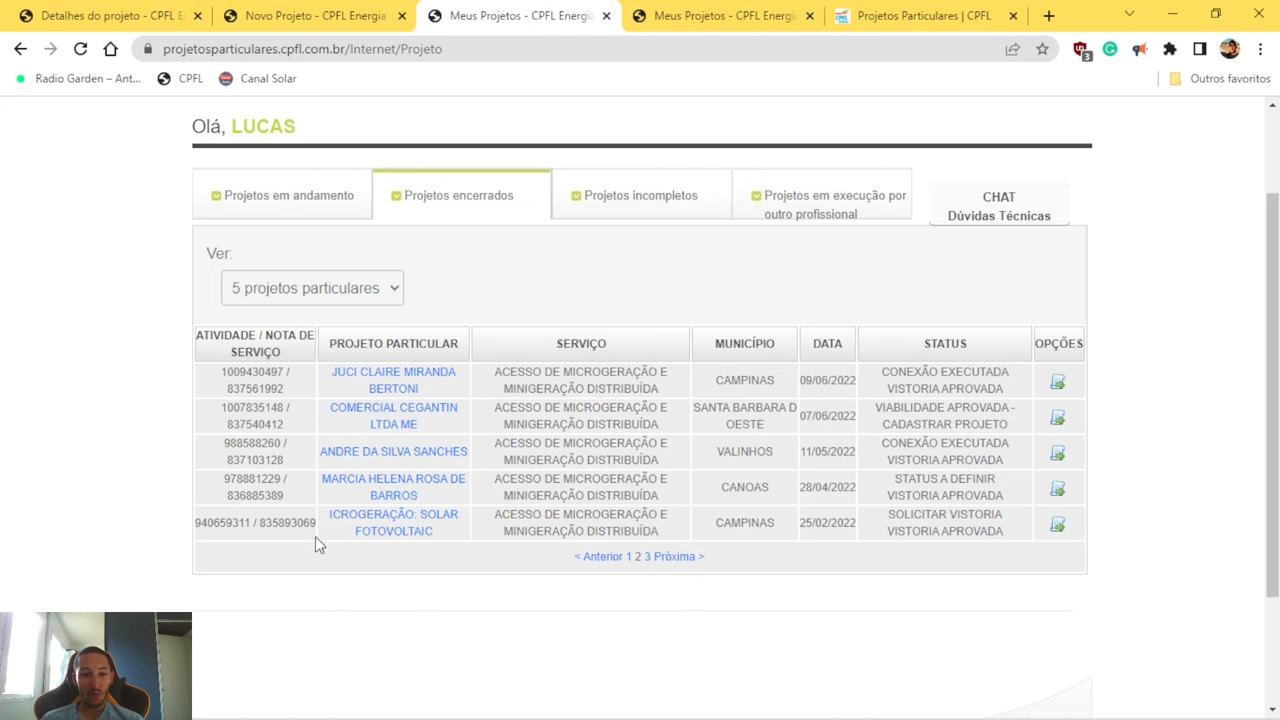 Detalhes do projeto - CPFL E
Novo Projeto - CPFL Energia
Meus Projetos - CPFL Energi
Meus Projetos - CPFL Energia
Projetos Particulares | CPFL
projetosparticulares.cpfl.com.br/Internet/Projeto
3
Radio Garden – Ant...
CPFL
Canal Solar
Outros favoritos
Olá, LUCAS
Projetos em andamento
Projetos encerrados
Projetos incompletos
Projetos em execução por
outro profissional
CHAT
Dúvidas Técnicas
Ver:
5 projetos particulares
ATIVIDADE / NOTA DE
SERVIÇO
PROJETO PARTICULAR
SERVIÇO
MUNICÍPIO
DATA
STATUS
OPÇÕES
1009430497 /
837561992
JUCI CLAIRE MIRANDA
BERTONI
ACESSO DE MICROGERAÇÃO E
MINIGERAÇÃO DISTRIBUÍDA
CAMPINAS
09/06/2022
CONEXÃO EXECUTADA
VISTORIA APROVADA
1007835148 /
837540412
COMERCIAL CEGANTIN
LTDA ME
ACESSO DE MICROGERAÇÃO E
MINIGERAÇÃO DISTRIBUÍDA
SANTA BARBARA D
OESTE
07/06/2022
VIABILIDADE APROVADA -
CADASTRAR PROJETO
988588260 /
837103128
ANDRE DA SILVA SANCHES
ACESSO DE MICROGERAÇÃO E
MINIGERAÇÃO DISTRIBUÍDA
VALINHOS
11/05/2022
CONEXÃO EXECUTADA
VISTORIA APROVADA
978881229 /
836885389
MARCIA HELENA ROSA DE
BARROS
ACESSO DE MICROGERAÇÃO E
MINIGERAÇÃO DISTRIBUÍDA
CANOAS
28/04/2022
STATUS A DEFINIR
VISTORIA APROVADA
940659311 / 835893069
ICROGERAÇÃO: SOLAR
FOTOVOLTAIC
ACESSO DE MICROGERAÇÃO E
MINIGERAÇÃO DISTRIBUÍDA
CAMPINAS
25/02/2022
SOLICITAR VISTORIA
VISTORIA APROVADA
< Anterior 1 2 3 Próxima >